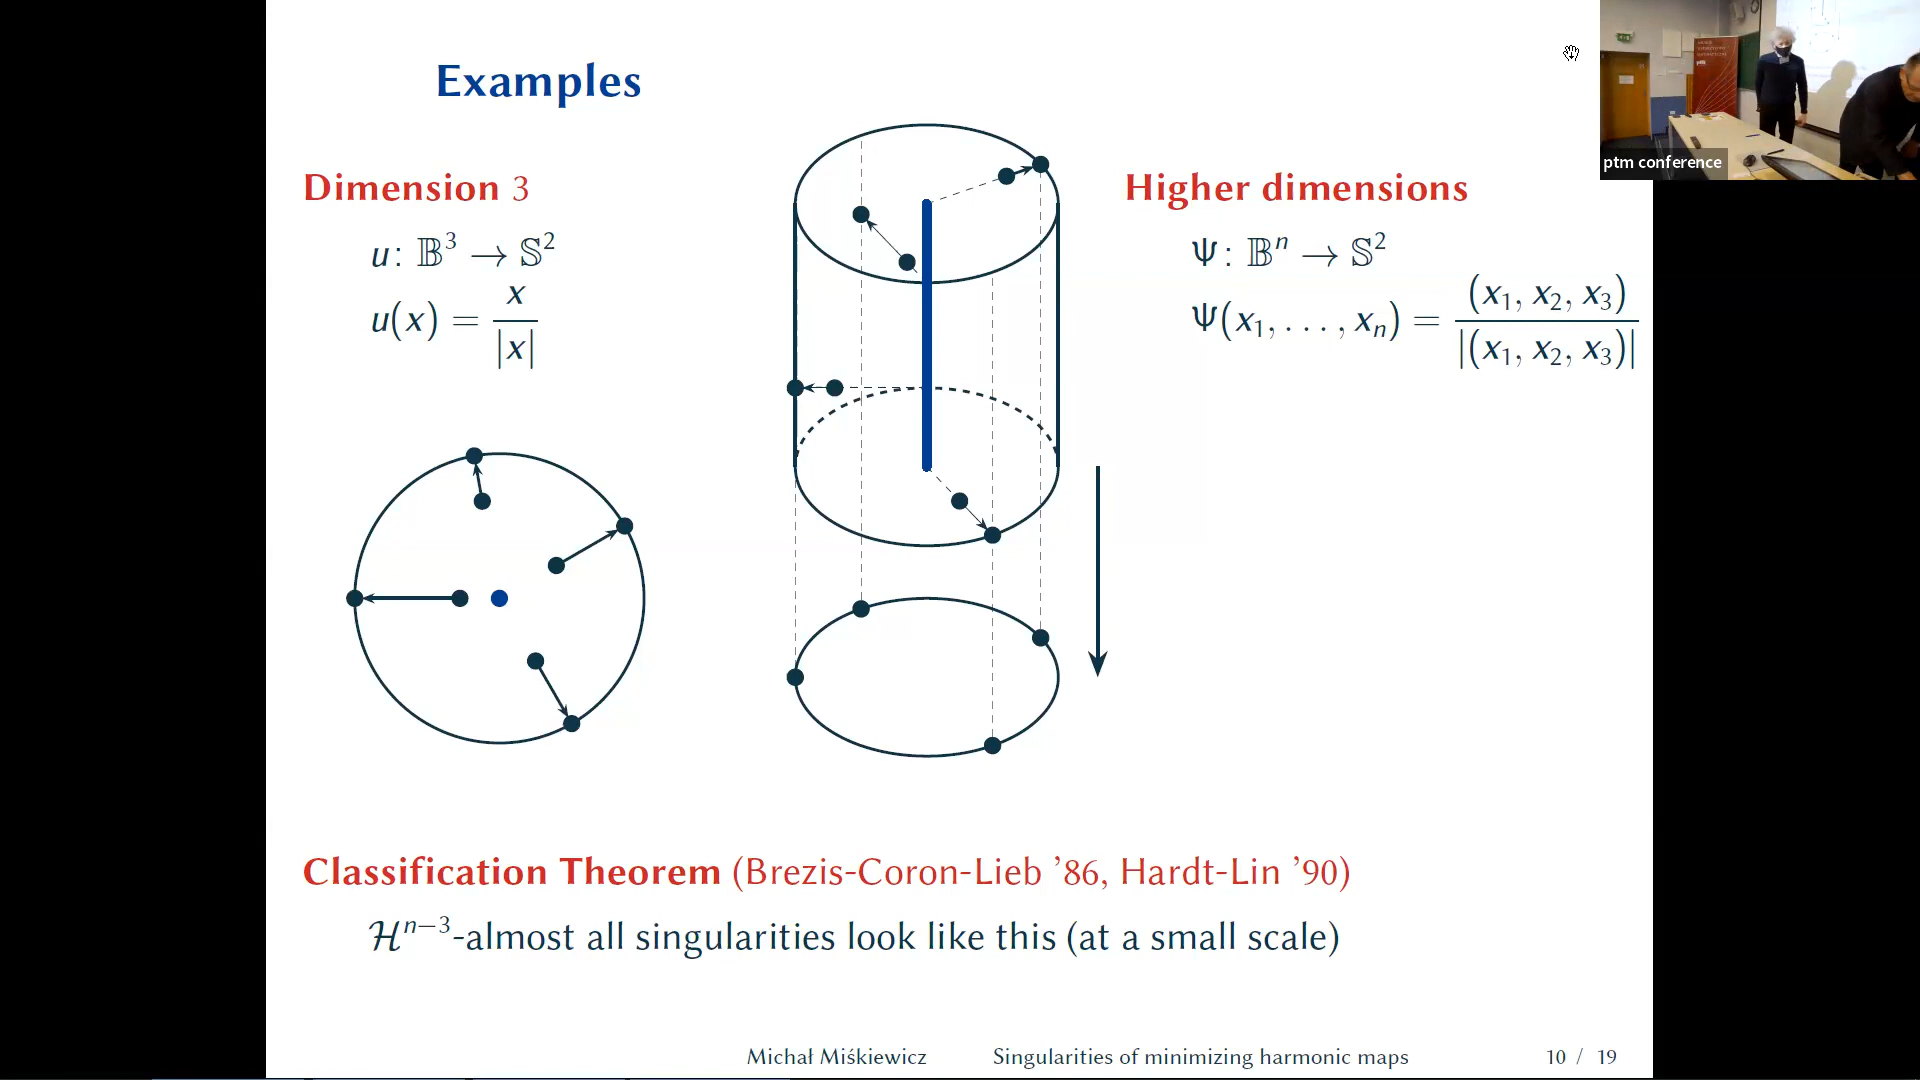 Examples
Dimension 3
u: 𝔹³ → 𝕊²
u(x) = x / |x|
Higher dimensions
Ψ: 𝔹ⁿ → 𝕊²
Ψ(x₁, . . . , xₙ) = (x₁, x₂, x₃) / |(x₁, x₂, x₃)|
Classification Theorem (Brezis-Coron-Lieb ’86, Hardt-Lin ’90)
ℋⁿ⁻³-almost all singularities look like this (at a small scale)
Michał Miśkiewicz Singularities of minimizing harmonic maps 10 / 19
ptm conference